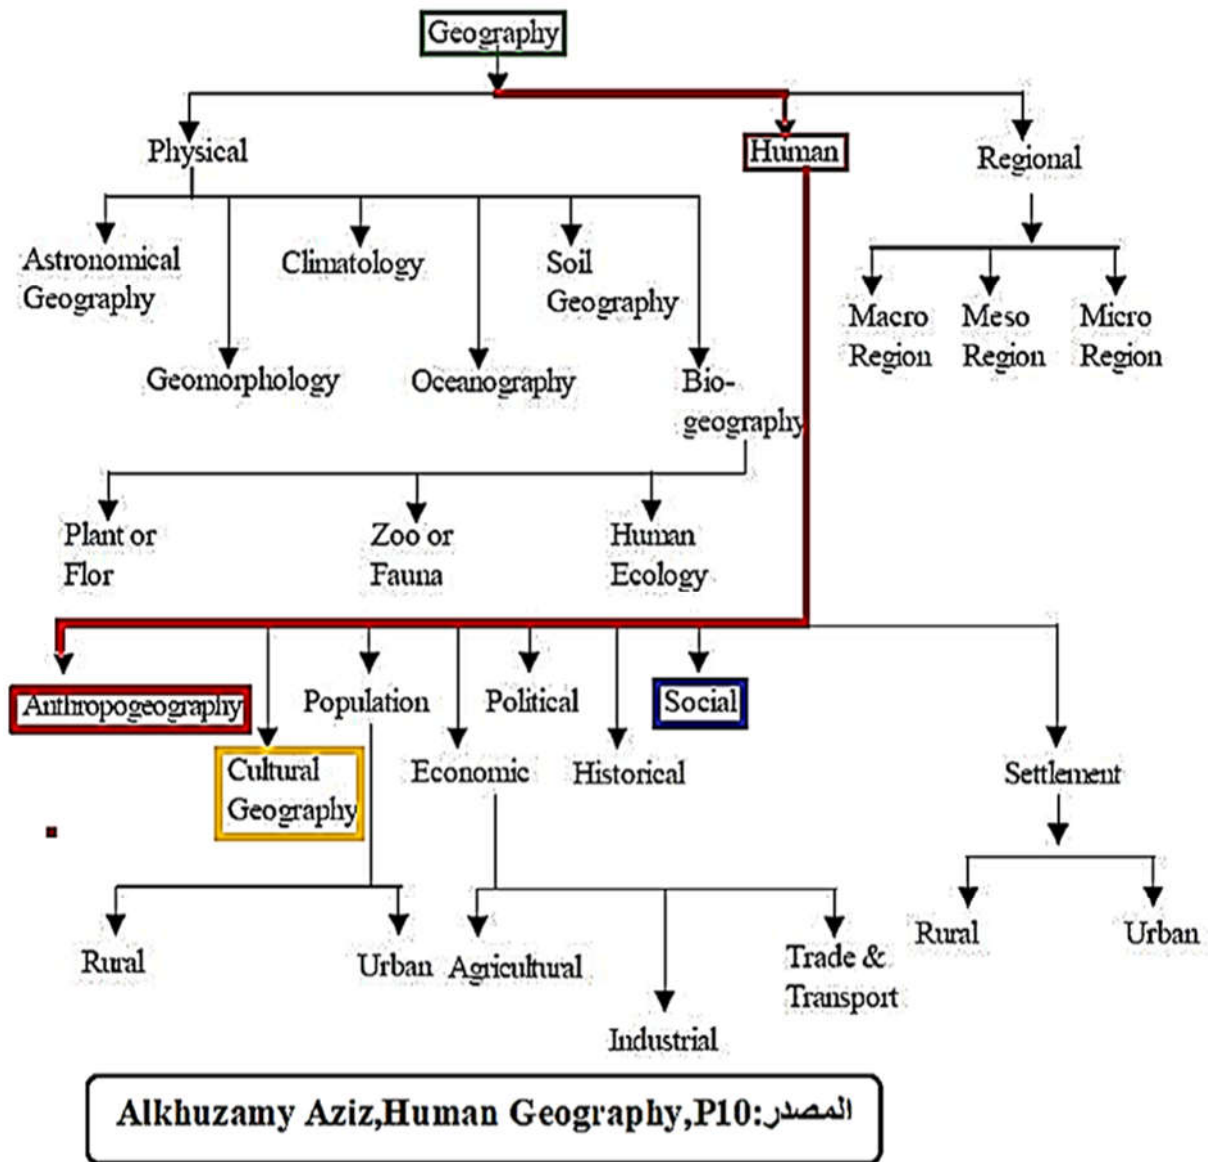 Geography
Physical
Human
Regional
Astronomical
Geography
Climatology
Soil
Geography
Macro
Region
Meso
Region
Micro
Region
Geomorphology
Oceanography
Bio-
geography
Plant or
Flor
Zoo or
Fauna
Human
Ecology
Anthropogeography
Population
Political
Social
Cultural
Geography
Economic
Historical
Settlement
Rural
Urban
Agricultural
Industrial
Trade &
Transport
Rural
Urban
المصدر:Alkhuzamy Aziz,Human Geography,P10